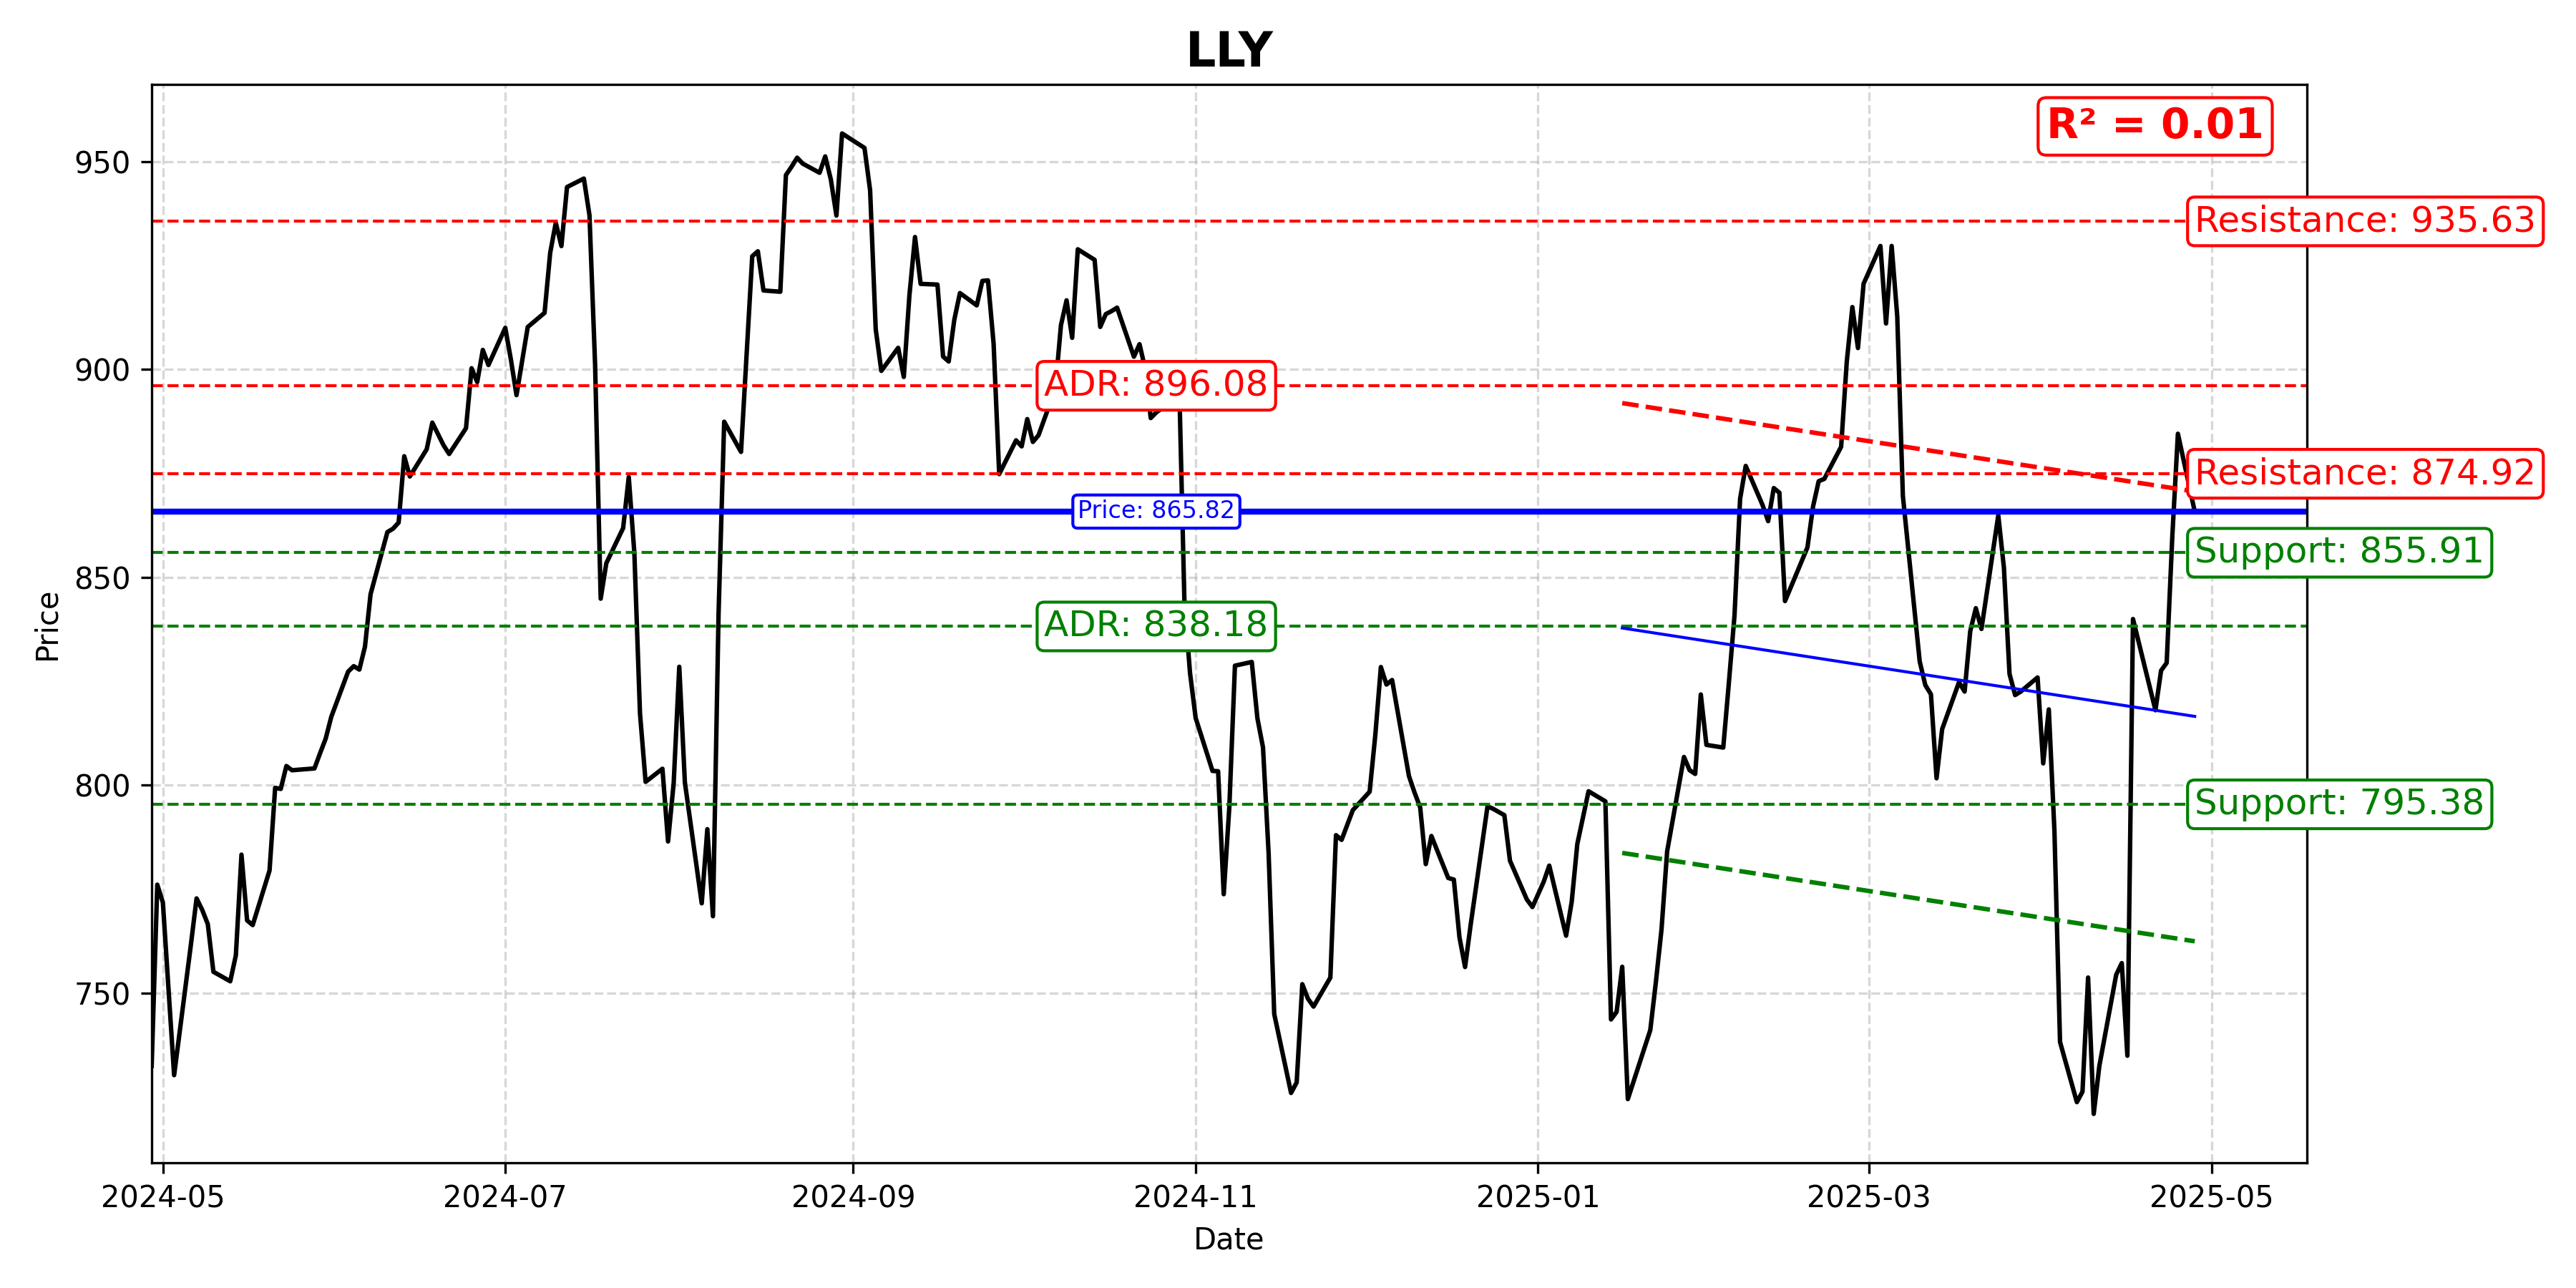 LLY
R² = 0.01
950
Resistance: 935.63
900
ADR: 896.08
Resistance: 874.92
Price: 865.82
Support: 855.91
850
ADR: 838.18
Price
800
Support: 795.38
750
2024-05 2024-07 2024-09 2024-11 2025-01 2025-03 2025-05
Date